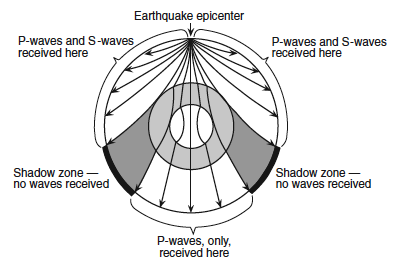 Earthquake epicenter
P-waves and S-waves
received here
P-waves and S-waves
received here
Shadow zone —
no waves received
Shadow zone —
no waves received
P-waves, only,
received here